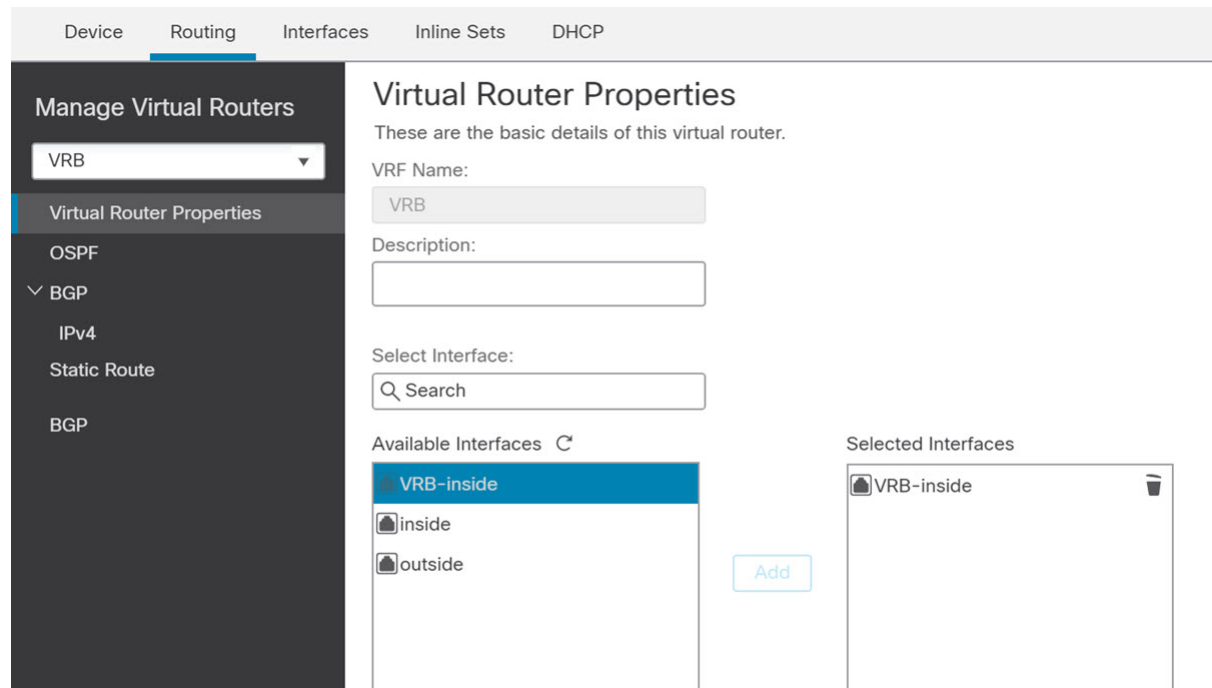 Device Routing Interfaces Inline Sets DHCP
Manage Virtual Routers
VRB
Virtual Router Properties
OSPF
BGP
IPv4
Static Route
BGP
Virtual Router Properties
These are the basic details of this virtual router.
VRF Name:
VRB
Description:
Select Interface:
Search
Available Interfaces
VRB-inside
inside
outside
Add
Selected Interfaces
VRB-inside